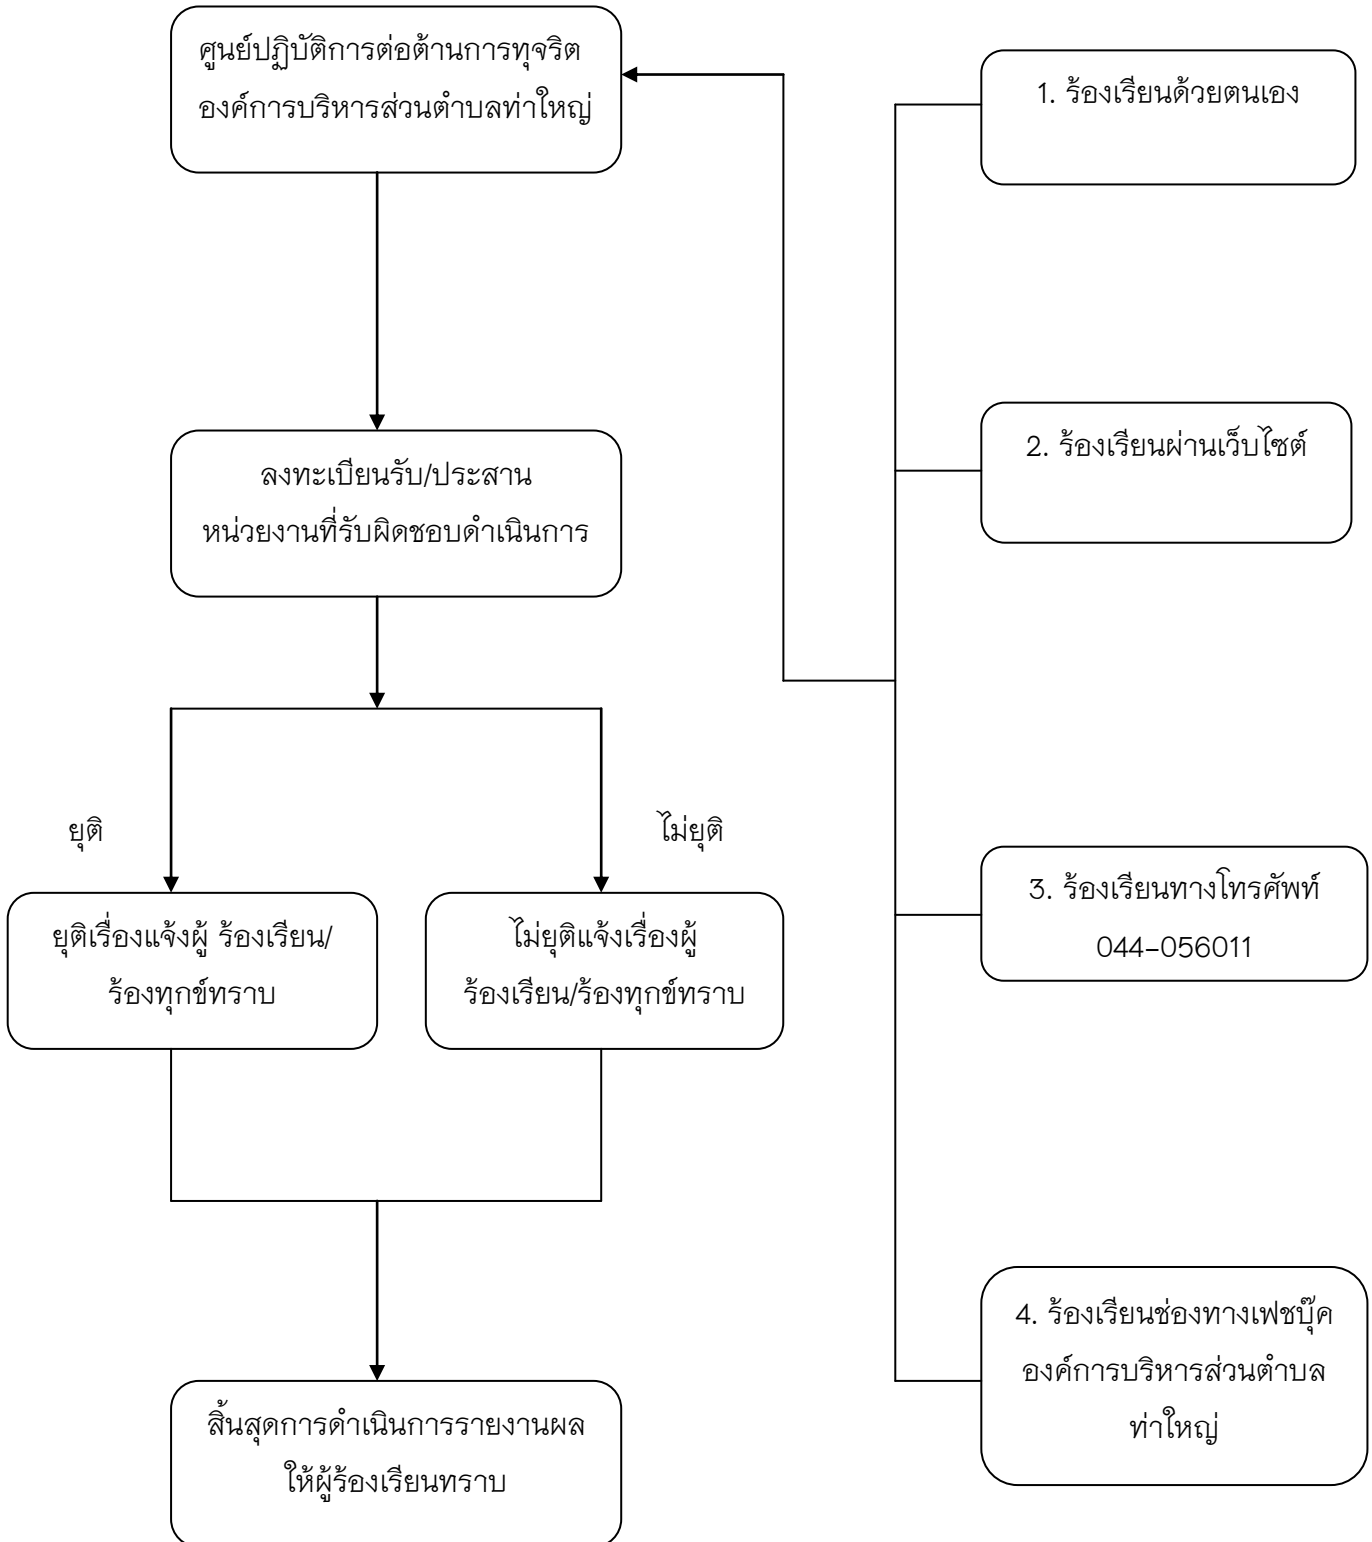 ศูนย์ปฏิบัติการต่อต้านการทุจริต
องค์การบริหารส่วนตำบลท่าใหญ่
1. ร้องเรียนด้วยตนเอง
2. ร้องเรียนผ่านเว็บไซต์
ลงทะเบียนรับ/ประสาน
หน่วยงานที่รับผิดชอบดำเนินการ
ยุติ
ไม่ยุติ
ยุติเรื่องแจ้งผู้ ร้องเรียน/
ร้องทุกข์ทราบ
ไม่ยุติแจ้งเรื่องผู้
ร้องเรียน/ร้องทุกข์ทราบ
3. ร้องเรียนทางโทรศัพท์
044-056011
4. ร้องเรียนช่องทางเฟชบุ๊ค
องค์การบริหารส่วนตำบล
ท่าใหญ่
สิ้นสุดการดำเนินการรายงานผล
ให้ผู้ร้องเรียนทราบ